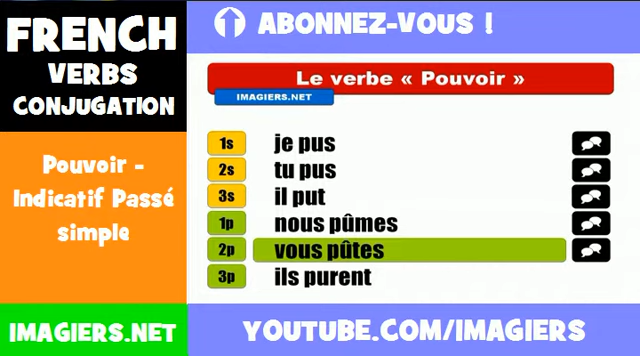 FRENCH
VERBS
CONJUGATION
Pouvoir -
Indicatif Passé
simple
IMAGIERS.NET
ABONNEZ-VOUS !
Le verbe « Pouvoir »
IMAGIERS.NET
1s je pus
2s tu pus
3s il put
1p nous pûmes
2p vous pûtes
3p ils purent
YOUTUBE.COM/IMAGIERS